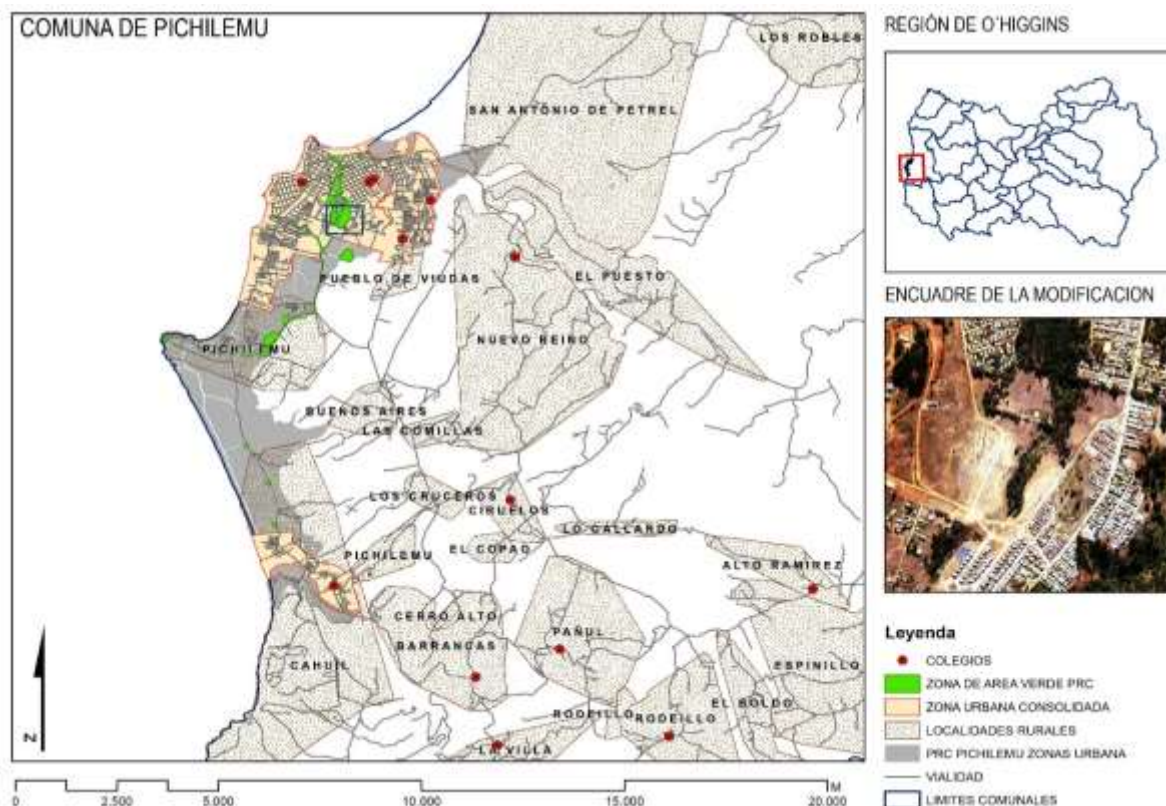 COMUNA DE PICHILEMU
LOS ROBLES
SAN ANTONIO DE PETREL
PUEBLO DE VIUDAS
EL PUESTO
PICHILEMU
NUEVO REINO
BUENOS AIRES
LAS COMILLAS
LOS CRUCEROS
CIRUELOS
LO GALLARDO
EL COPAO
PICHILEMU
ALTO RAMIREZ
CERRO ALTO
PAÑUL
BARRANCAS
CAHUIL
ESPINILLO
EL BOLDO
RODEILLO
RODEILLO
LA VILLA
N
0 2.500 5.000 10.000 15.000 20.000
M
REGIÓN DE O´HIGGINS
ENCUADRE DE LA MODIFICACION
Leyenda
COLEGIOS
ZONA DE AREA VERDE PRC
ZONA URBANA CONSOLIDADA
LOCALIDADES RURALES
PRC PICHILEMU ZONAS URBANA
VIALIDAD
LIMITES COMUNALES